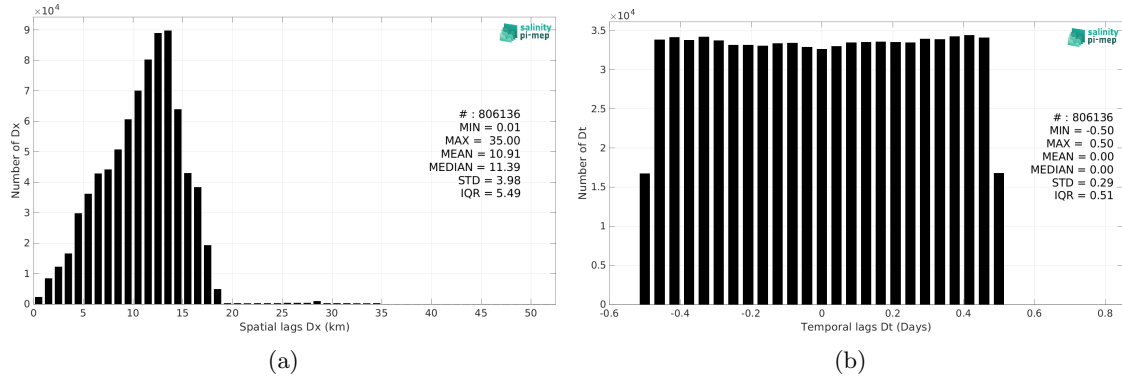 ×10⁴
9
8
7
6
5
4
3
2
1
0
Number of Dx
0 5 10 15 20 25 30 35 40 45 50
Spatial lags Dx (km)
salinity
pi-mep
# : 806136
MIN = 0.01
MAX = 35.00
MEAN = 10.91
MEDIAN = 11.39
STD = 3.98
IQR = 5.49
(a)
×10⁴
3.5
3
2.5
2
1.5
1
0.5
0
Number of Dt
-0.6 -0.4 -0.2 0 0.2 0.4 0.6 0.8
Temporal lags Dt (Days)
salinity
pi-mep
# : 806136
MIN = -0.50
MAX = 0.50
MEAN = 0.00
MEDIAN = 0.00
STD = 0.29
IQR = 0.51
(b)